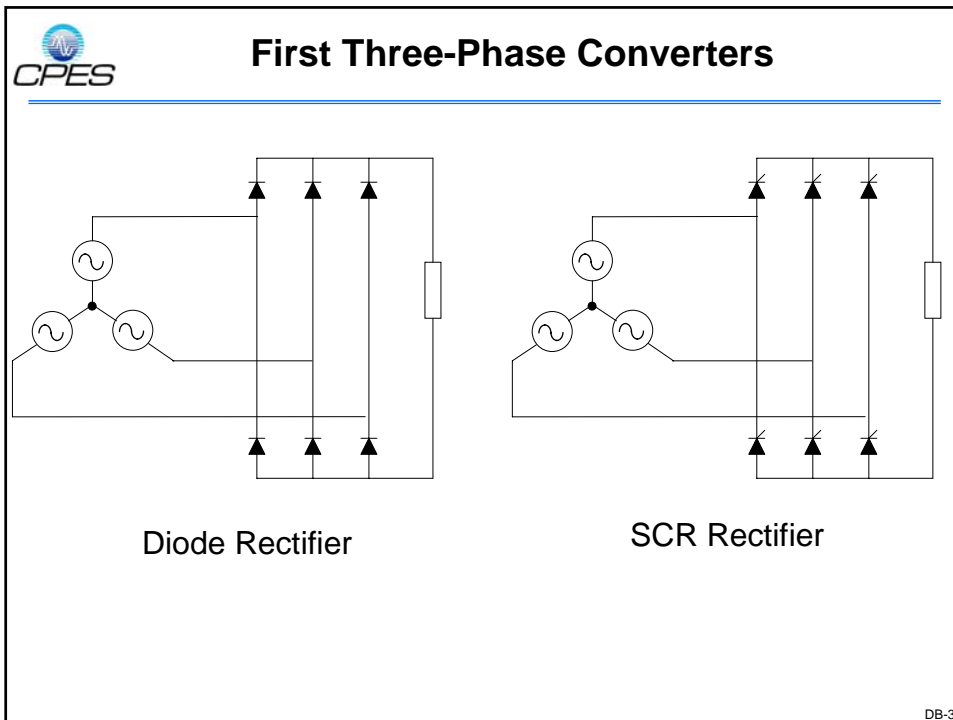 CPES
First Three-Phase Converters
Diode Rectifier
SCR Rectifier
DB-3